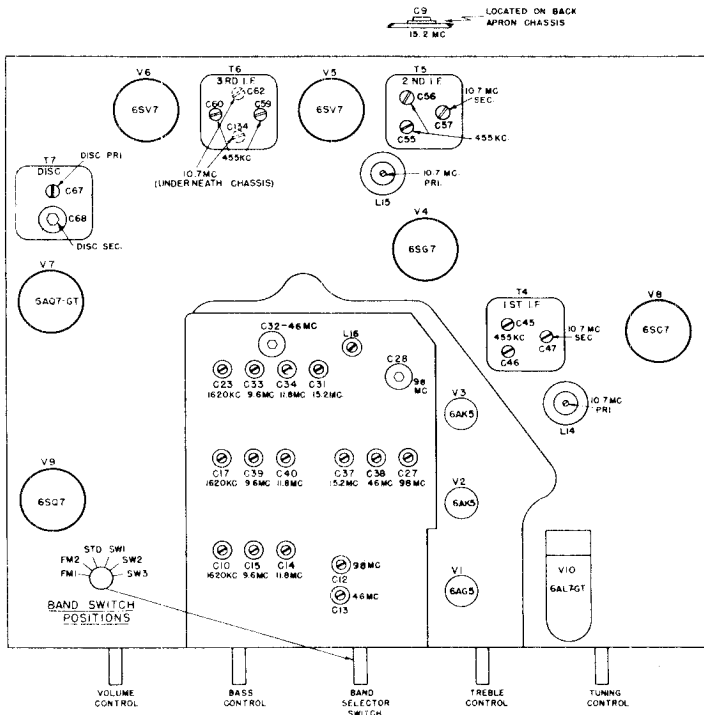 C9
LOCATED ON BACK
APRON CHASSIS
15.2 MC
V6
6SV7
T6
3RD I.F
C62
C60
C59
C134
455KC
10.7MC
(UNDERNEATH CHASSIS)
V5
6SV7
T5
2ND I.F
C56
10.7 MC
SEC.
C57
C55
455KC.
L15
10.7 MC
PRI.
DISC PRI
T7
DISC
C67
C68
DISC SEC.
V4
6SG7
V7
6AQ7-GT
T4
1ST I.F
C45
455KC
C46
C47
10.7 MC
SEC
V8
6SC7
L14
10.7 MC
PRI
C32-46MC
L16
C28
98
MC
C23
1620KC
C33
9.6MC
C34
11.8MC
C31
15.2MC
V3
6AK5
C17
1620KC
C39
9.6MC
C40
11.8MC
C37
15.2MC
C38
46MC
C27
98MC
V9
6SQ7
V2
6AK5
FM1
FM2
STD
SW1
SW2
SW3
BAND SWITCH
POSITIONS
C10
1620KC
C15
9.6MC
C14
11.8MC
98MC
C12
46MC
C13
V1
6AG5
V10
6AL7-GT
VOLUME
CONTROL
BASS
CONTROL
BAND
SELECTOR
SWITCH
TREBLE
CONTROL
TUNING
CONTROL